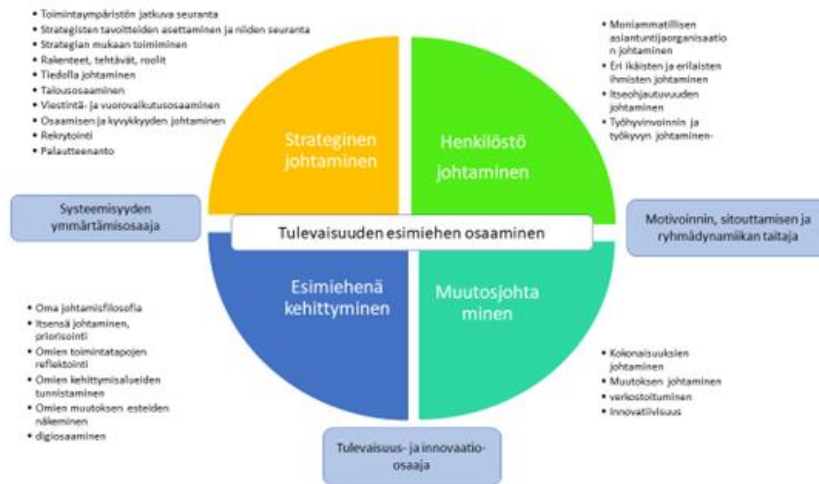 • Toimintaympäristön jatkuva seuranta
• Strategisten tavoitteiden asettaminen ja niiden seuranta
• Strategian mukaan toimiminen
• Rakenteet, tehtävät, roolit
• Tiedolla johtaminen
• Talousosaaminen
• Viestintä- ja vuorovaikutusosaaminen
• Osaamisen ja kyvykkyyden johtaminen
• Rekrytointi
• Palautteenanto
• Moniammatillisen
asiantuntijaorganisaatio
n johtaminen
• Eri ikäisten ja erilaisten
ihmisten johtaminen
• Itseohjautuvuuden
johtaminen
• Työhyvinvoinnin ja
työkyvyn johtaminen-
Strateginen
johtaminen
Henkilöstö
johtaminen
Systeemisyyden
ymmärtämisosaaja
Tulevaisuuden esimiehen osaaminen
Motivoinnin, sitouttamisen ja
ryhmädynamiikan taitaja
Esimiehenä
kehittyminen
Muutosjohta
minen
• Oma johtamisfilosofia
• Itsensä johtaminen,
priorisointi
• Omien toimintatapojen
reflektointi
• Omien kehittymisalueiden
tunnistaminen
• Omien muutoksen esteiden
näkeminen
• digiosaaminen
• Kokonaisuuksien
johtaminen
• Muutoksen johtaminen
• verkostoituminen
• Innovatiivisuus
Tulevaisuus- ja innovaatio-
osaaja